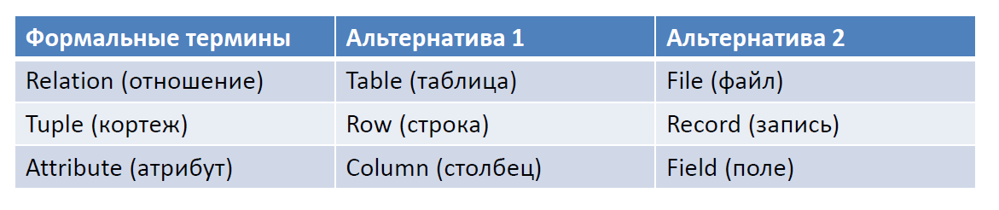 Формальные термины Альтернатива 1 Альтернатива 2
Relation (отношение) Table (таблица) File (файл)
Tuple (кортеж) Row (строка) Record (запись)
Attribute (атрибут) Column (столбец) Field (поле)